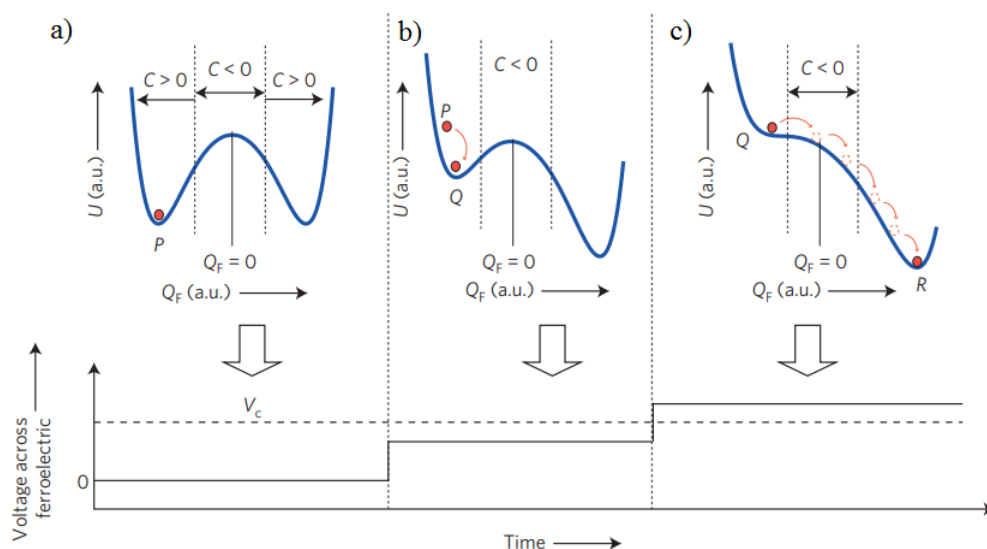 a)
C > 0
C < 0
C > 0
U (a.u.)
P
Q_F = 0
Q_F (a.u.)
b)
C < 0
U (a.u.)
P
Q
Q_F = 0
Q_F (a.u.)
c)
C < 0
U (a.u.)
Q
R
Q_F = 0
Q_F (a.u.)
Voltage across
ferroelectric
V_c
0
Time